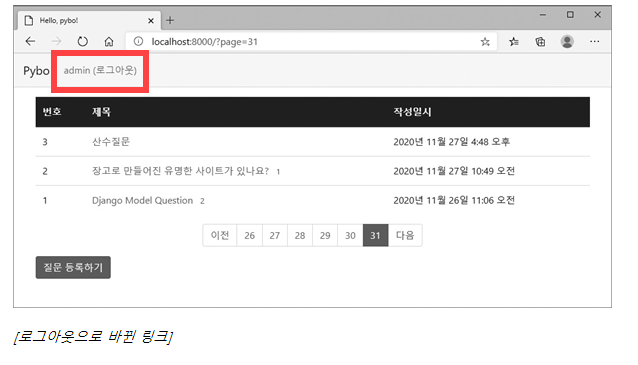 Hello, pybo!
localhost:8000/?page=31
Pybo admin (로그아웃)
번호 제목 작성일시
3 산수질문 2020년 11월 27일 4:48 오후
2 장고로 만들어진 유명한 사이트가 있나요? 1 2020년 11월 27일 10:49 오전
1 Django Model Question 2 2020년 11월 26일 11:06 오전
이전 26 27 28 29 30 31 다음
질문 등록하기
[로그아웃으로 바뀐 링크]